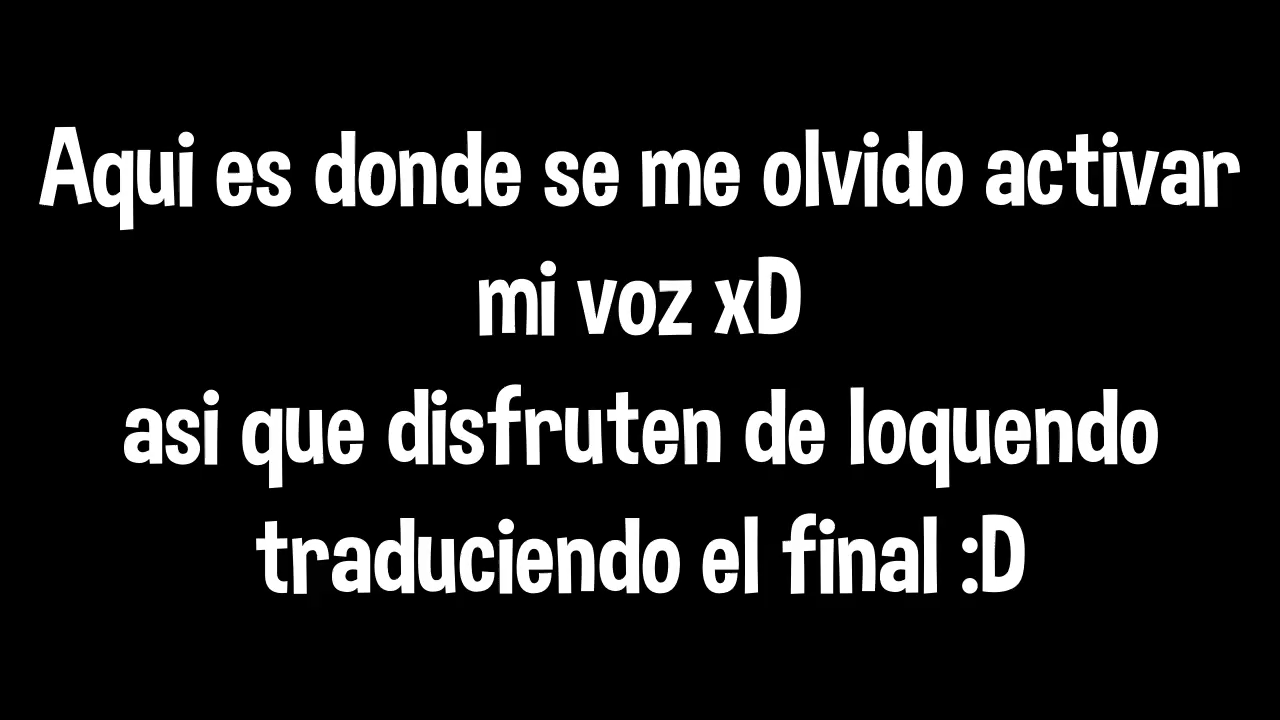 Aqui es donde se me olvido activar
mi voz xD
asi que disfruten de loquendo
traduciendo el final :D